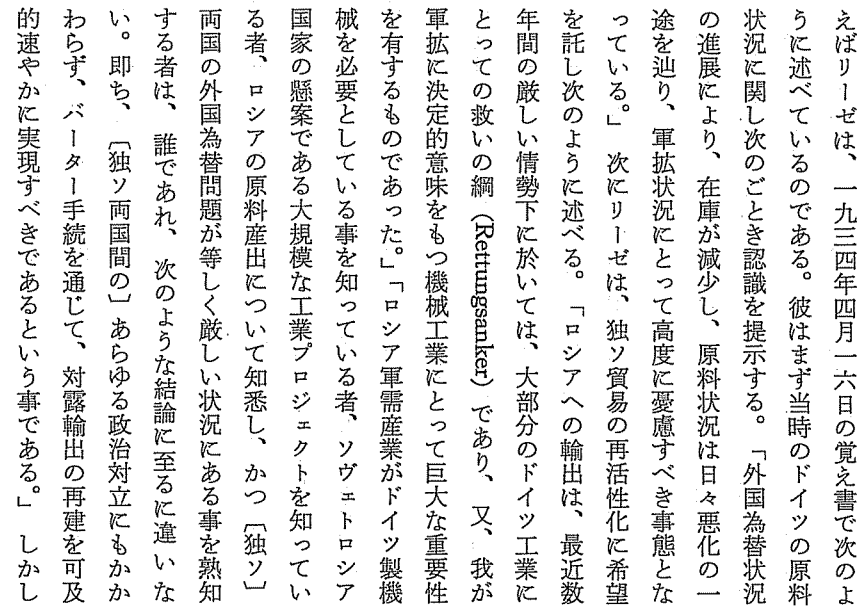 えばリーゼは、一九三四年四月一六日の覚え書で次のよ
うに述べているのである。彼はまず当時のドイツの原料
状況に関し次のごとき認識を提示する。「外国為替状況
の進展により、在庫が減少し、原料状況は日々悪化の一
途を辿り、軍拡状況にとって高度に憂慮すべき事態とな
っている。」次にリーゼは、独ソ貿易の再活性化に希望
を託し次のように述べる。「ロシアへの輸出は、最近数
年間の厳しい情勢下に於いては、大部分のドイツ工業に
とっての救いの綱（Rettungsanker）であり、又、我が
軍拡に決定的意味をもつ機械工業にとって巨大な重要性
を有するものであった。」「ロシア軍需産業がドイツ製機
械を必要としている事を知っている者、ソヴェトロシア
国家の懸案である大規模な工業プロジェクトを知ってい
る者、ロシアの原料産出について知悉し、かつ〔独ソ〕
両国の外国為替問題が等しく厳しい状況にある事を熟知
する者は、誰であれ、次のような結論に至るに違いな
い。即ち、〔独ソ両国間の〕あらゆる政治対立にもかか
わらず、バーター手続を通じて、対露輸出の再建を可及
的速やかに実現すべきであるという事である。」しかし